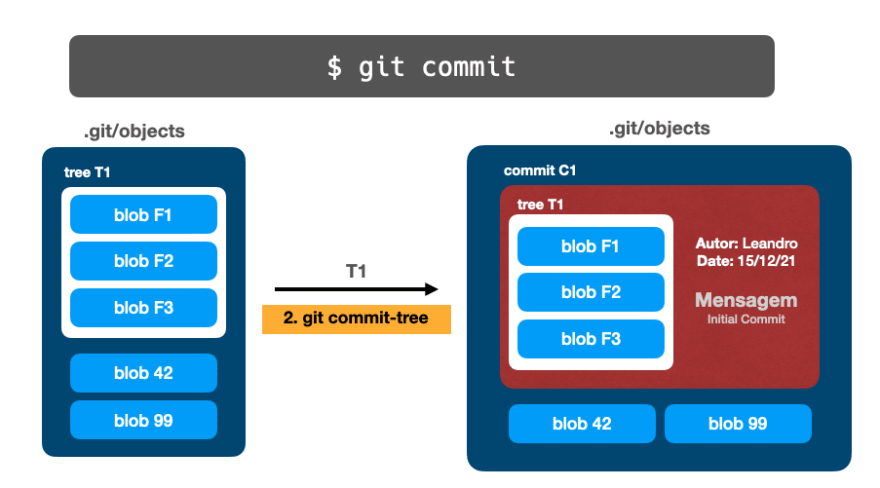 $ git commit
.git/objects
tree T1
blob F1
blob F2
blob F3
blob 42
blob 99
T1
2. git commit-tree
.git/objects
commit C1
tree T1
blob F1
blob F2
blob F3
Autor: Leandro
Date: 15/12/21
Mensagem
Initial Commit
blob 42
blob 99